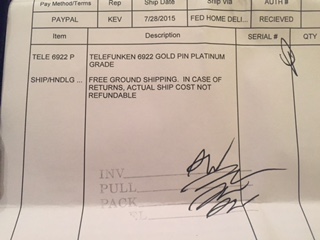 Pay Method/Terms Rep Ship Date Ship Via AUTH #
PAYPAL KEV 7/28/2015 FED HOME DELI... RECIEVED
Item Description SERIAL # QTY
TELE 6922 P TELEFUNKEN 6922 GOLD PIN PLATINUM
GRADE
SHIP/HNDLG ... FREE GROUND SHIPPING. IN CASE OF
RETURNS, ACTUAL SHIP COST NOT
REFUNDABLE
INV
PULL
PACK